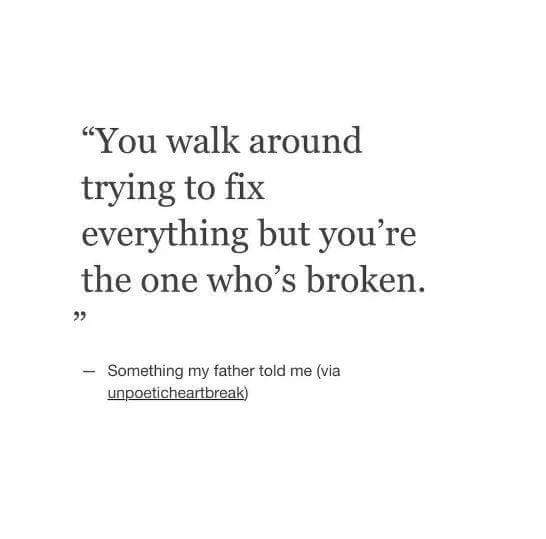 “You walk around
trying to fix
everything but you’re
the one who’s broken.
”
— Something my father told me (via
unpoeticheartbreak)